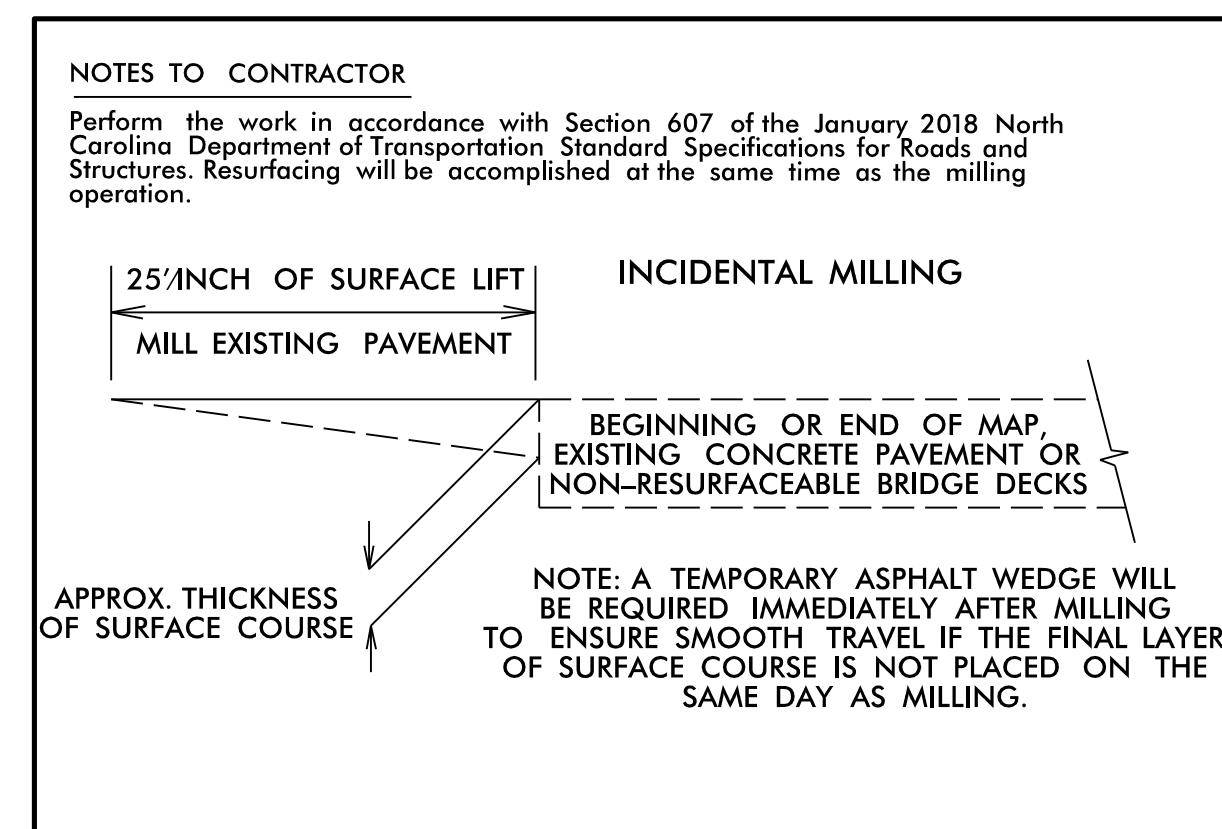 NOTES TO CONTRACTOR
Perform the work in accordance with Section 607 of the January 2018 North
Carolina Department of Transportation Standard Specifications for Roads and
Structures. Resurfacing will be accomplished at the same time as the milling
operation.
25'/INCH OF SURFACE LIFT
INCIDENTAL MILLING
MILL EXISTING PAVEMENT
BEGINNING OR END OF MAP,
EXISTING CONCRETE PAVEMENT OR
NON-RESURFACEABLE BRIDGE DECKS
APPROX. THICKNESS
OF SURFACE COURSE
NOTE: A TEMPORARY ASPHALT WEDGE WILL
BE REQUIRED IMMEDIATELY AFTER MILLING
TO ENSURE SMOOTH TRAVEL IF THE FINAL LAYER
OF SURFACE COURSE IS NOT PLACED ON THE
SAME DAY AS MILLING.